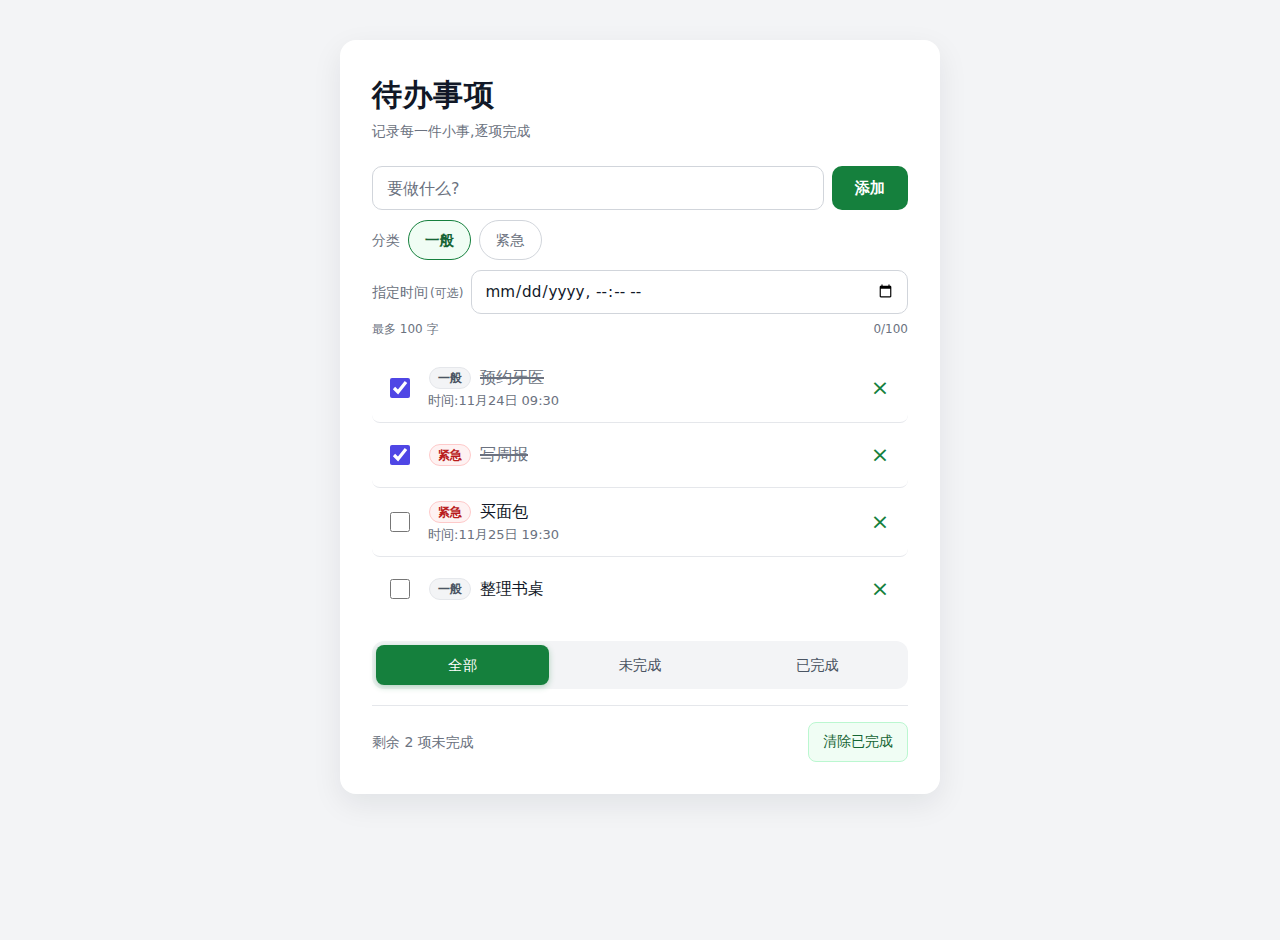 待办事项
记录每一件小事,逐项完成
要做什么? 添加
分类 一般 紧急
指定时间(可选) mm/dd/yyyy, --:-- --
最多 100 字 0/100
一般 预约牙医 ×
时间:11月24日 09:30
紧急 写周报 ×
紧急 买面包 ×
时间:11月25日 19:30
一般 整理书桌 ×
全部 未完成 已完成
剩余 2 项未完成 清除已完成